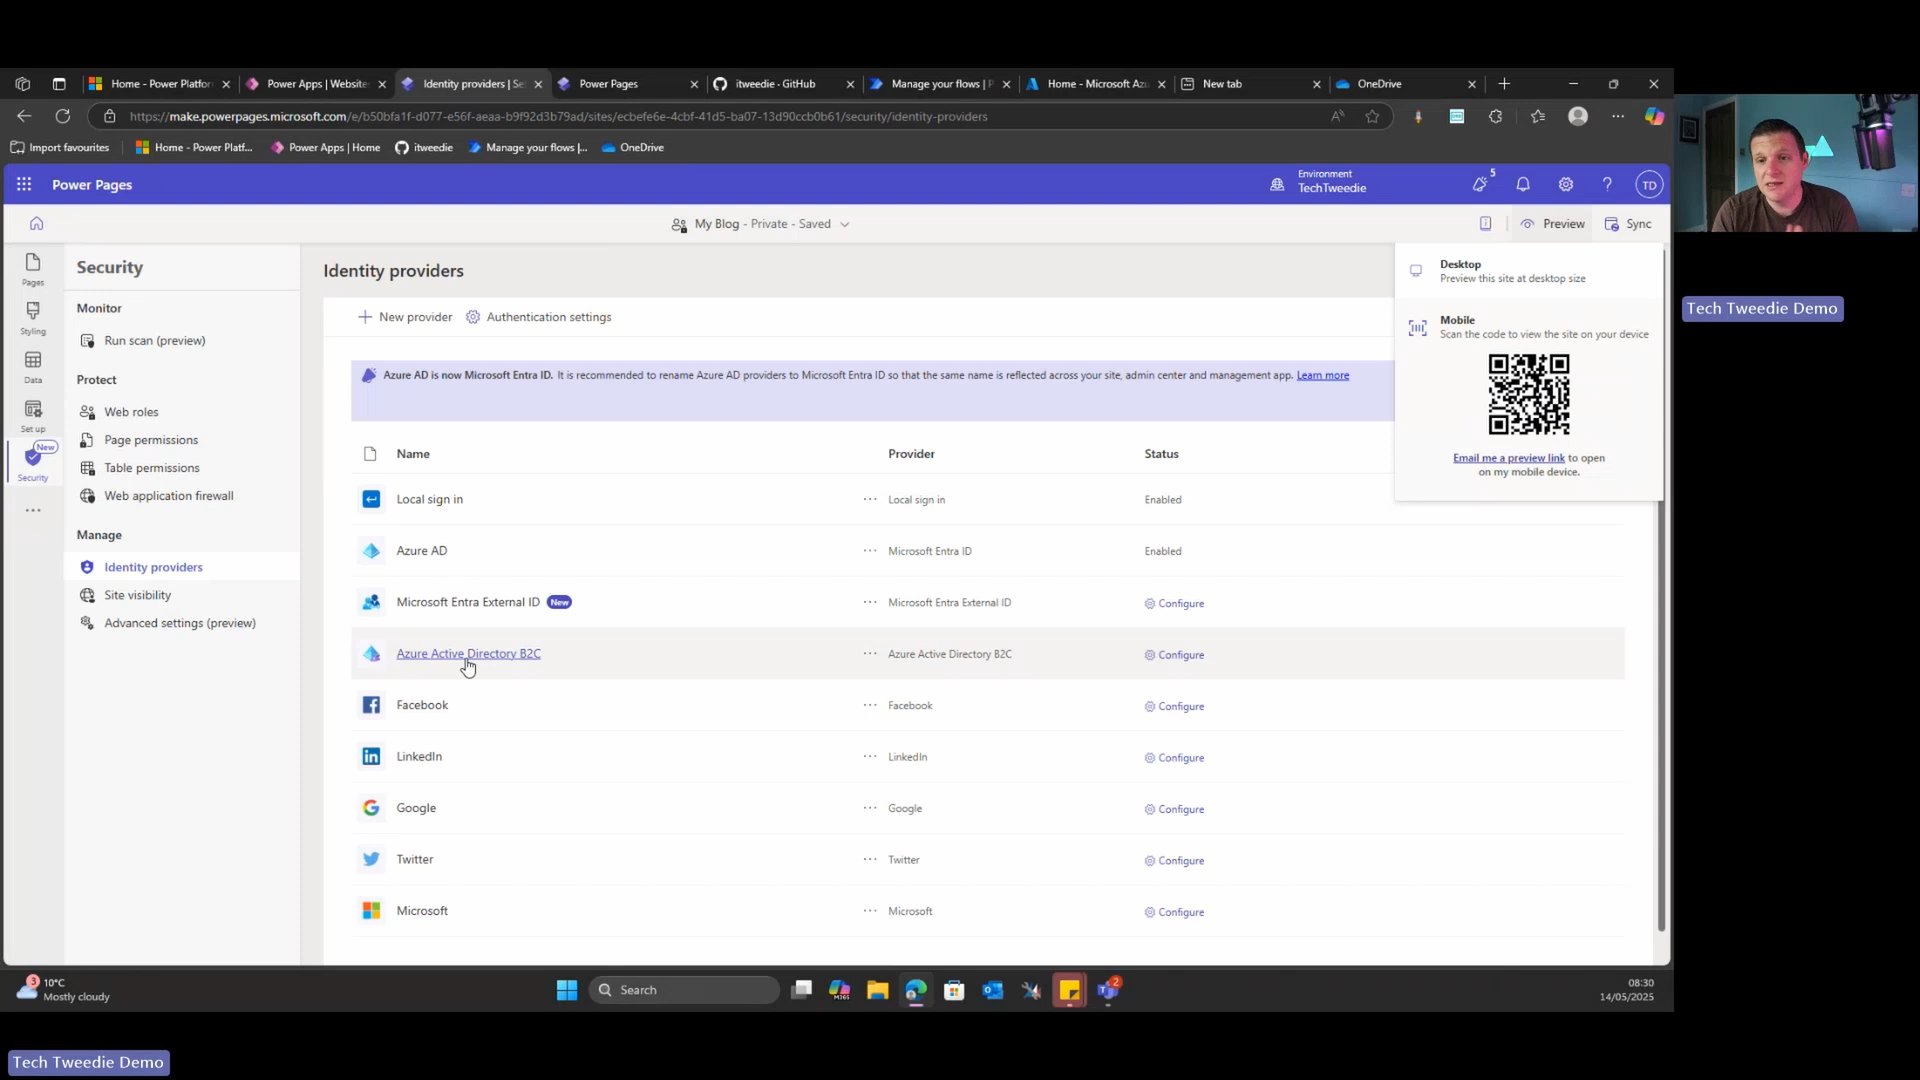 Home - Power Platfor
Power Apps | Website
Identity providers | Se
Power Pages
itweedie - GitHub
Manage your flows | P
Home - Microsoft Az
New tab
OneDrive
https://make.powerpages.microsoft.com/e/b50bfa1f-d077-e56f-aeaa-b9f92d3b79ad/sites/ecbefe6e-4cbf-41d5-ba07-13d90ccb0b61/security/identity-providers
Import favourites
Home - Power Platf...
Power Apps | Home
itweedie
Manage your flows |...
OneDrive
Power Pages
Environment
TechTweedie
5
?
TD
My Blog - Private - Saved
Preview
Sync
Pages
Styling
Data
Set up
New
Security
Security
Monitor
Run scan (preview)
Protect
Web roles
Page permissions
Table permissions
Web application firewall
Manage
Identity providers
Site visibility
Advanced settings (preview)
Identity providers
New provider
Authentication settings
Azure AD is now Microsoft Entra ID. It is recommended to rename Azure AD providers to Microsoft Entra ID so that the same name is reflected across your site, admin center and management app. Learn more
Name
Provider
Status
Local sign in
Local sign in
Enabled
Azure AD
Microsoft Entra ID
Enabled
Microsoft Entra External ID
New
Microsoft Entra External ID
Configure
Azure Active Directory B2C
Azure Active Directory B2C
Configure
Facebook
Facebook
Configure
LinkedIn
LinkedIn
Configure
Google
Google
Configure
Twitter
Twitter
Configure
Microsoft
Microsoft
Configure
Desktop
Preview this site at desktop size
Mobile
Scan the code to view the site on your device
Email me a preview link to open
on my mobile device.
Tech Tweedie Demo
3
10°C
Mostly cloudy
Search
M365
2
08:30
14/05/2025
Tech Tweedie Demo